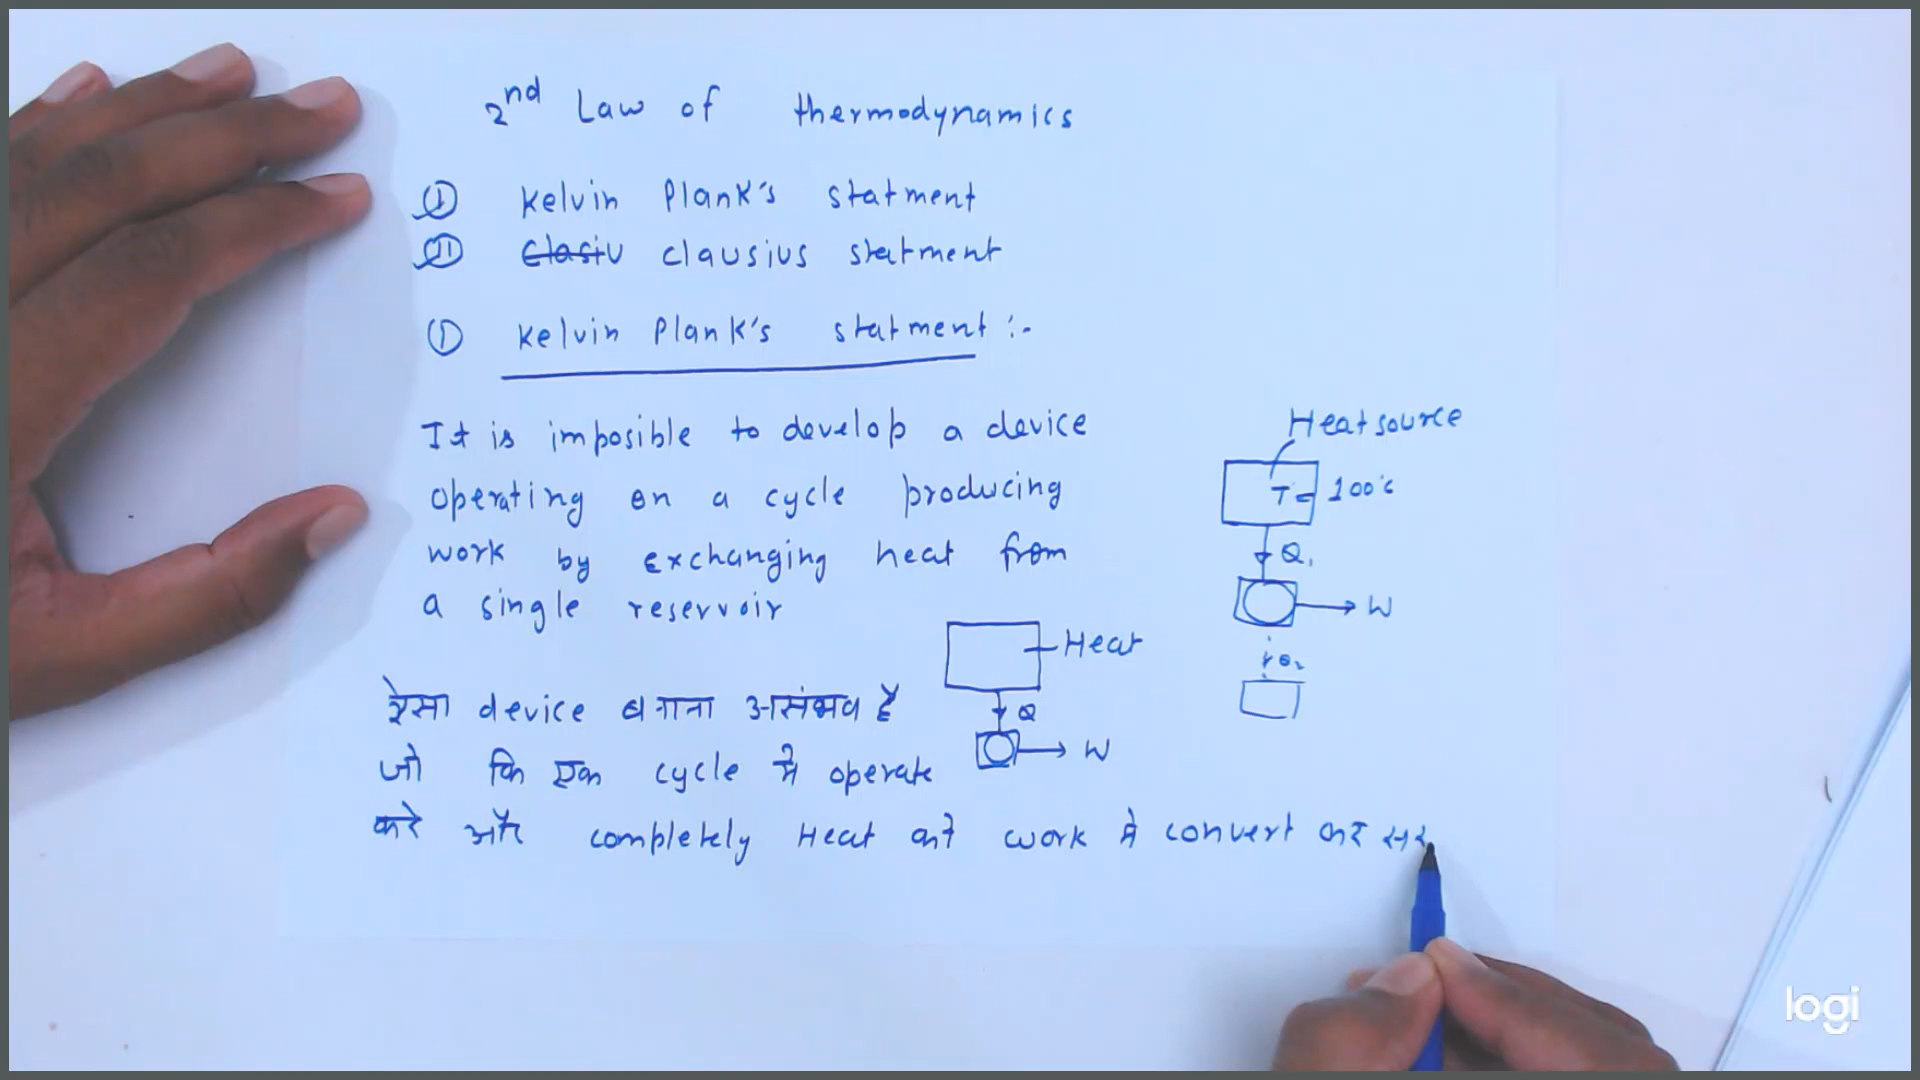 2nd Law of thermodynamics
① Kelvin Plank's statment
② Clasiu clausius statment
① Kelvin Plank's statment :-
It is imposible to develop a device
operating on a cycle producing
work by exchanging heat from
a single reservoir
Heat source
T = 100°C
Q1
W
Q2
Heat
Q
W
ऐसा device बनाना असंभव है
जो कि एक cycle मे operate
करे और completely Heat को work मे convert कर सके
logi